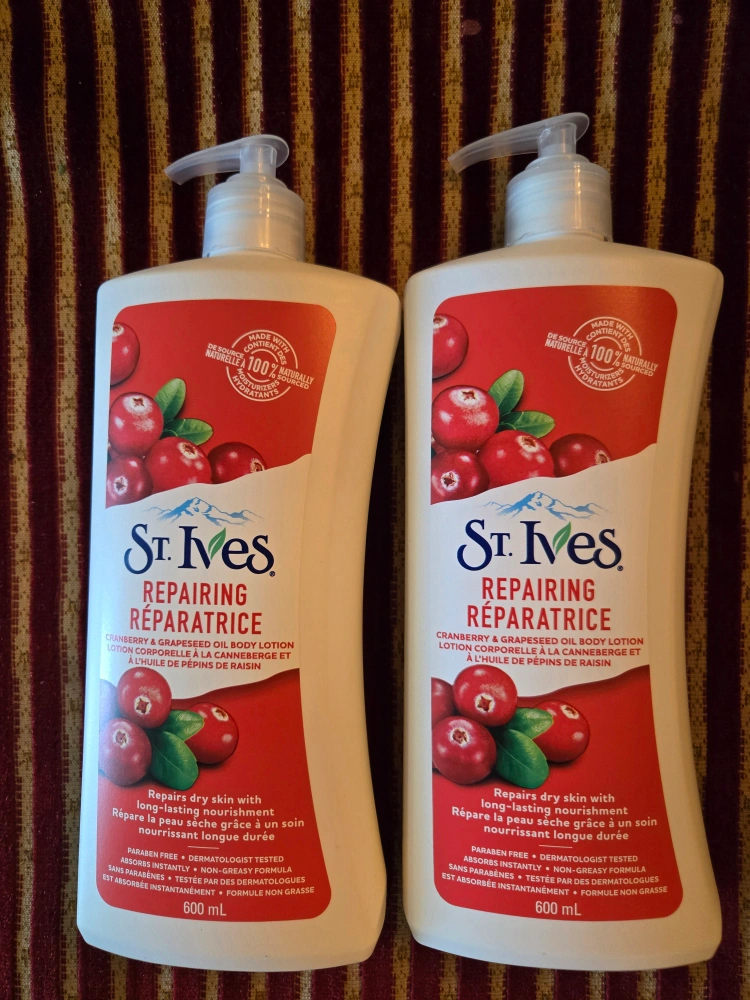 MADE WITH
CONTIENT DES
DE SOURCE
NATURELLE À
100%
NATURALLY
SOURCED
MOISTURIZERS
HYDRATANTS
ST. IVES®
REPAIRING
RÉPARATRICE
CRANBERRY & GRAPESEED OIL BODY LOTION
LOTION CORPORELLE À LA CANNEBERGE ET
À L'HUILE DE PÉPINS DE RAISIN
Repairs dry skin with
long-lasting nourishment
Répare la peau sèche grâce à un soin
nourrissant longue durée
PARABEN FREE • DERMATOLOGIST TESTED
ABSORBS INSTANTLY • NON-GREASY FORMULA
SANS PARABÈNES • TESTÉE PAR DES DERMATOLOGUES
EST ABSORBÉE INSTANTANÉMENT • FORMULE NON GRASSE
600 mL
MADE WITH
CONTIENT DES
DE SOURCE
NATURELLE À
100%
NATURALLY
SOURCED
MOISTURIZERS
HYDRATANTS
ST. IVES®
REPAIRING
RÉPARATRICE
CRANBERRY & GRAPESEED OIL BODY LOTION
LOTION CORPORELLE À LA CANNEBERGE ET
À L'HUILE DE PÉPINS DE RAISIN
Repairs dry skin with
long-lasting nourishment
Répare la peau sèche grâce à un soin
nourrissant longue durée
PARABEN FREE • DERMATOLOGIST TESTED
ABSORBS INSTANTLY • NON-GREASY FORMULA
SANS PARABÈNES • TESTÉE PAR DES DERMATOLOGUES
EST ABSORBÉE INSTANTANÉMENT • FORMULE NON GRASSE
600 mL